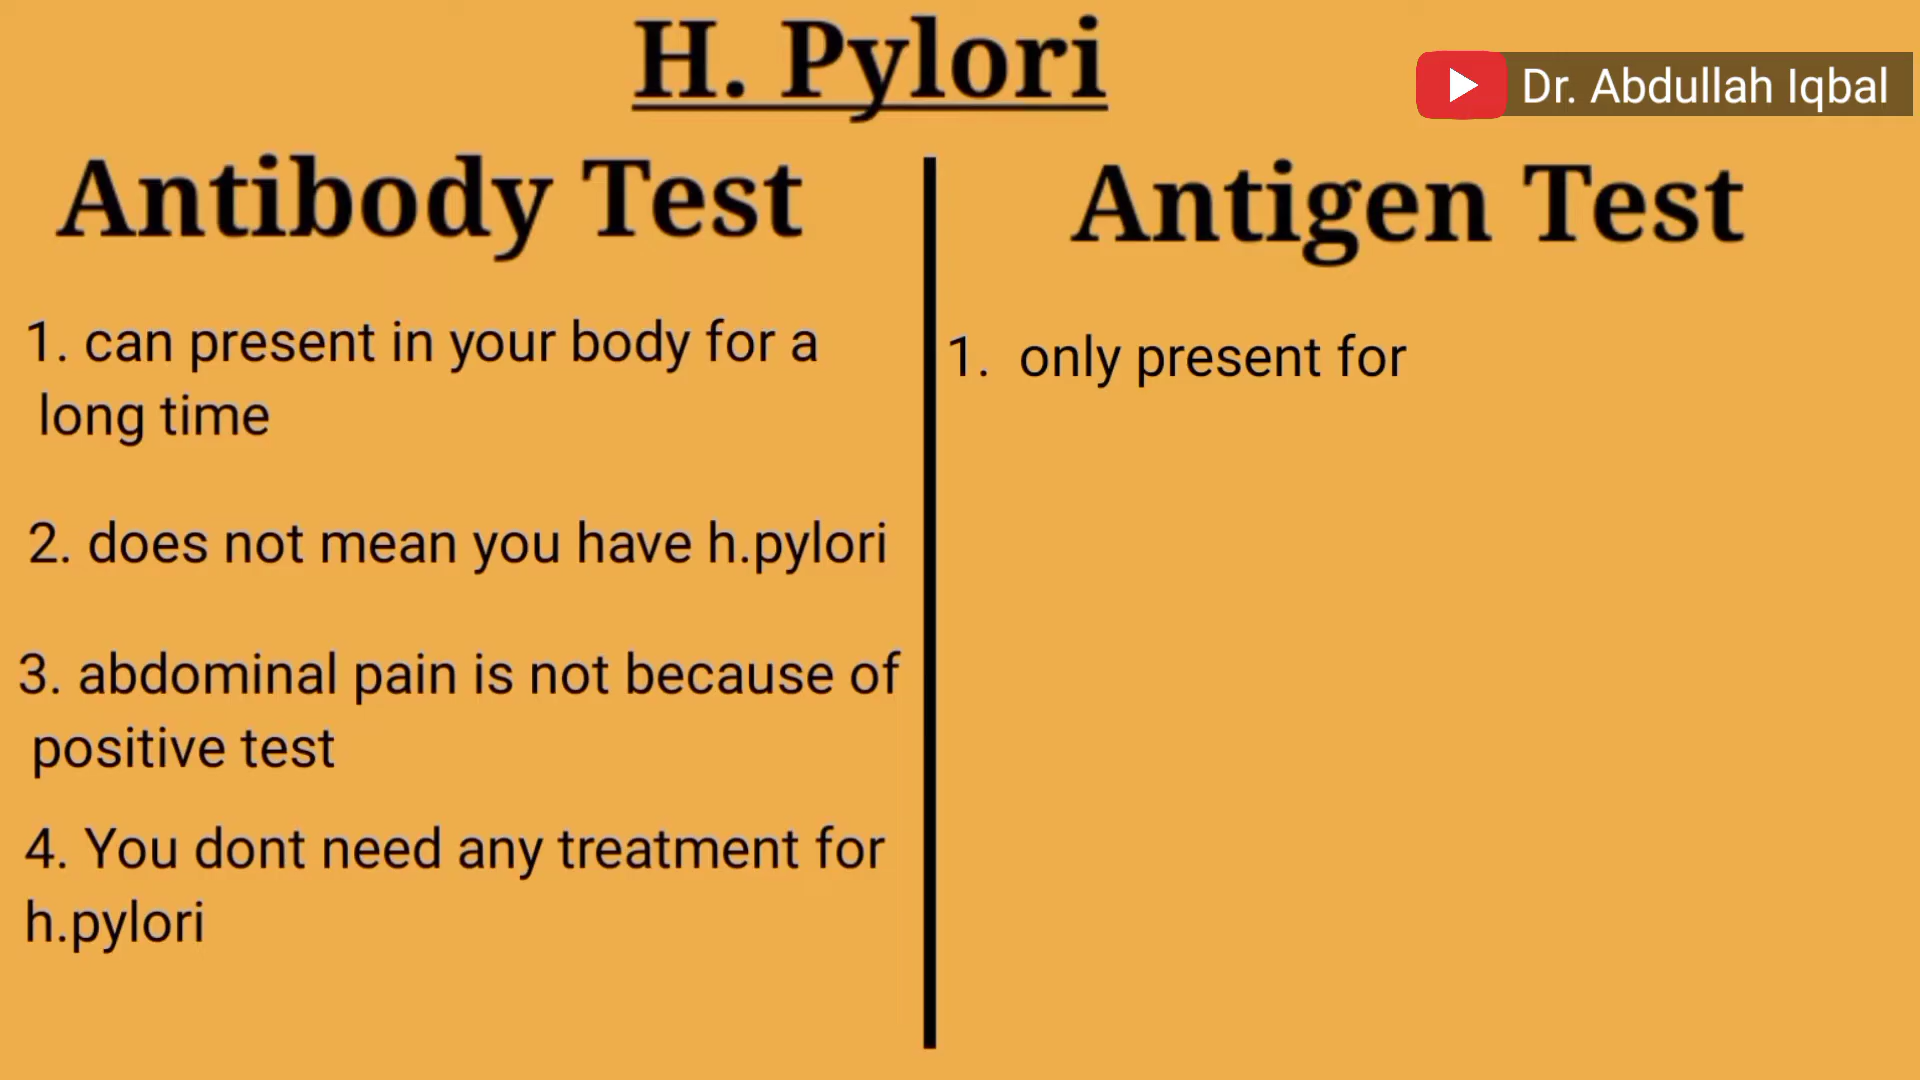 H. Pylori
Dr. Abdullah Iqbal
Antibody Test
1. can present in your body for a
long time
2. does not mean you have h.pylori
3. abdominal pain is not because of
positive test
4. You dont need any treatment for
h.pylori
Antigen Test
1. only present for